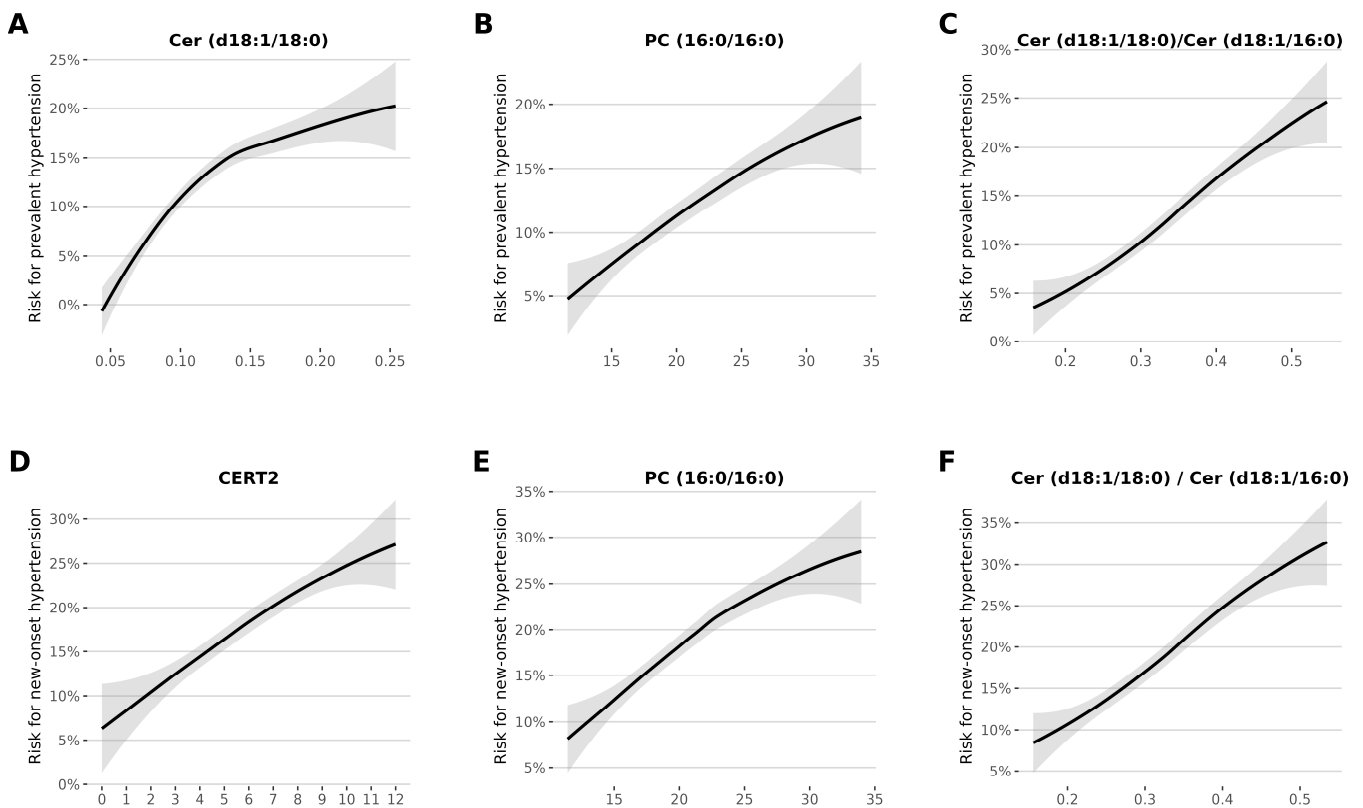 A
Cer (d18:1/18:0)
Risk for prevalent hypertension
25%
20%
15%
10%
5%
0%
0.05 0.10 0.15 0.20 0.25
B
PC (16:0/16:0)
Risk for prevalent hypertension
20%
15%
10%
5%
15 20 25 30 35
C
Cer (d18:1/18:0)/Cer (d18:1/16:0)
Risk for prevalent hypertension
30%
25%
20%
15%
10%
5%
0%
0.2 0.3 0.4 0.5
D
CERT2
Risk for new-onset hypertension
30%
25%
20%
15%
10%
5%
0%
0 1 2 3 4 5 6 7 8 9 10 11 12
E
PC (16:0/16:0)
Risk for new-onset hypertension
35%
30%
25%
20%
15%
10%
5%
15 20 25 30 35
F
Cer (d18:1/18:0) / Cer (d18:1/16:0)
Risk for new-onset hypertension
35%
30%
25%
20%
15%
10%
5%
0.2 0.3 0.4 0.5